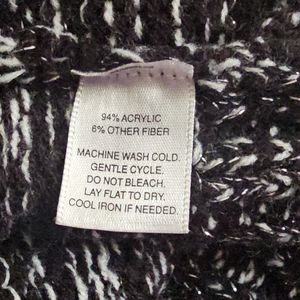 94% ACRYLIC
6% OTHER FIBER
MACHINE WASH COLD.
GENTLE CYCLE.
DO NOT BLEACH.
LAY FLAT TO DRY.
COOL IRON IF NEEDED.